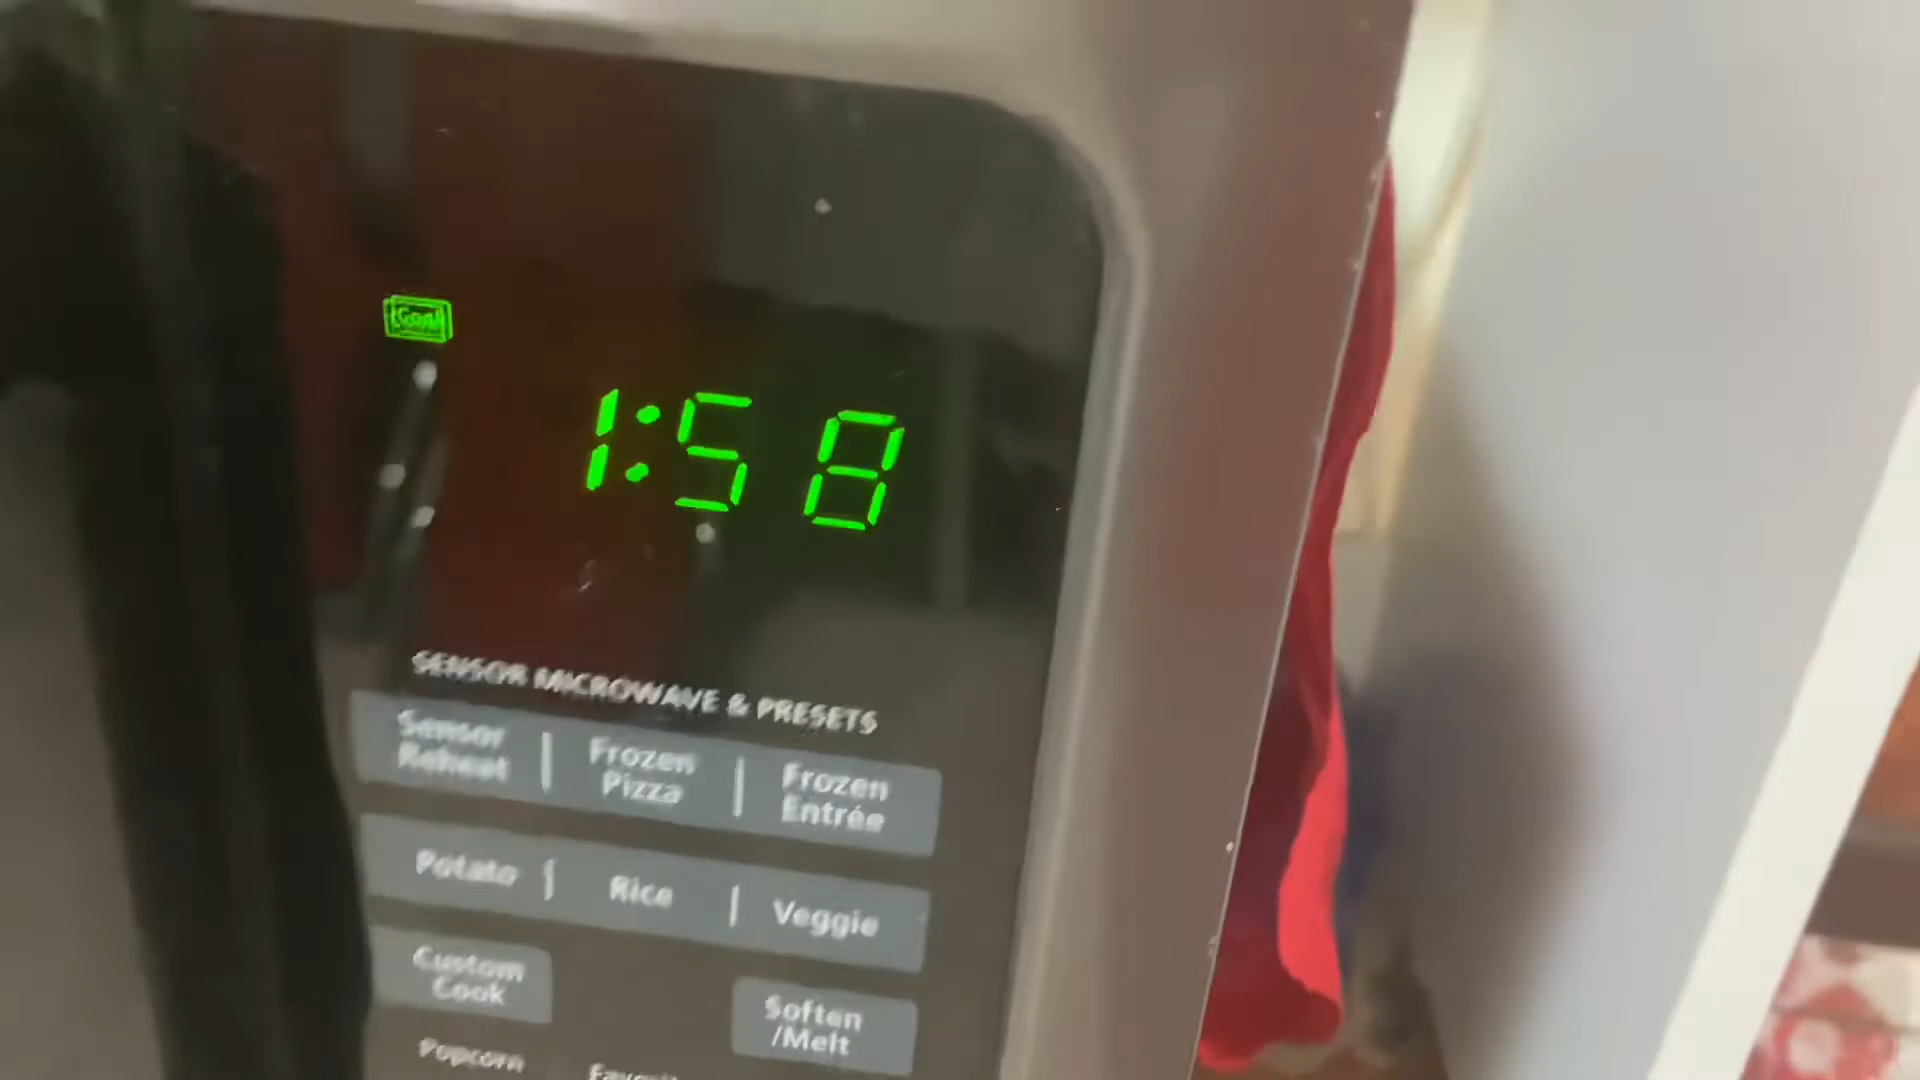 Cook
1:58
SENSOR MICROWAVE & PRESETS
Sensor Reheat | Frozen Pizza | Frozen Entrée
Potato | Rice | Veggie
Custom Cook
Soften /Melt
Popcorn